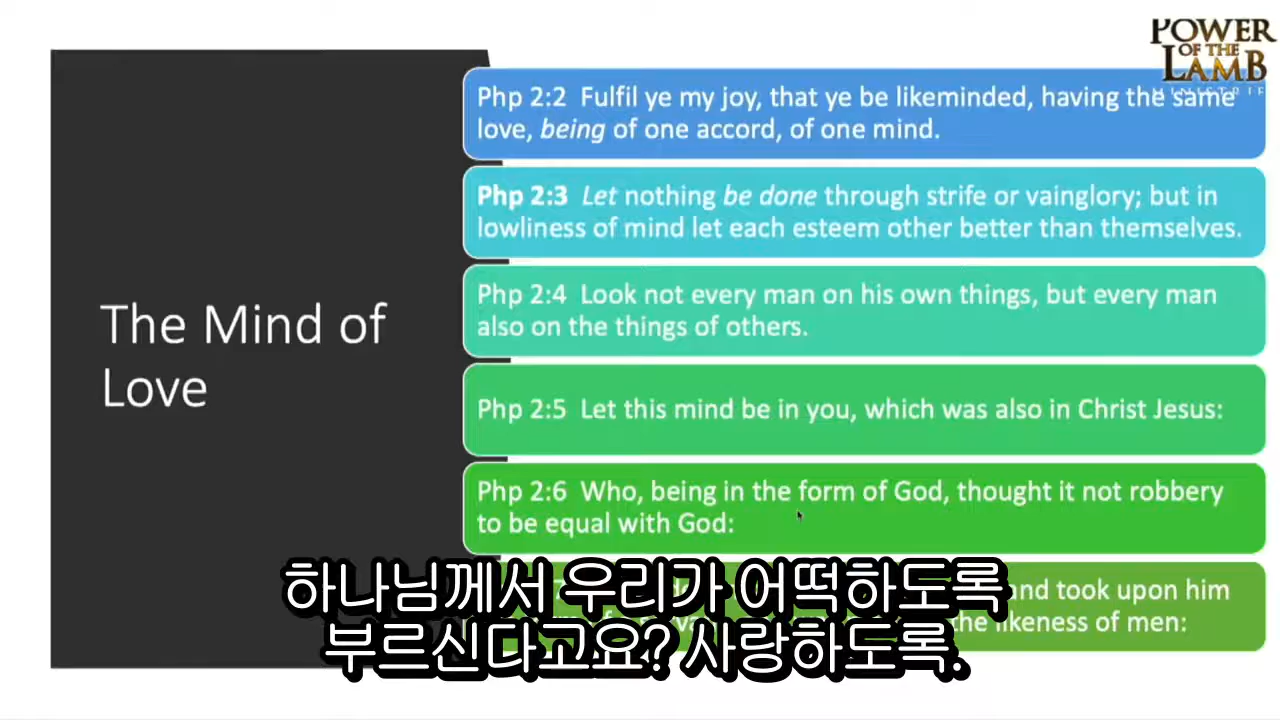 POWER
OF THE
LAMB
MINISTRIE
Php 2:2 Fulfil ye my joy, that ye be likeminded, having the same
love, being of one accord, of one mind.
Php 2:3 Let nothing be done through strife or vainglory; but in
lowliness of mind let each esteem other better than themselves.
Php 2:4 Look not every man on his own things, but every man
also on the things of others.
The Mind of
Love
Php 2:5 Let this mind be in you, which was also in Christ Jesus:
Php 2:6 Who, being in the form of God, thought it not robbery
to be equal with God:
and took upon him
the likeness of men:
하나님께서 우리가 어떡하도록
부르신다고요? 사랑하도록.